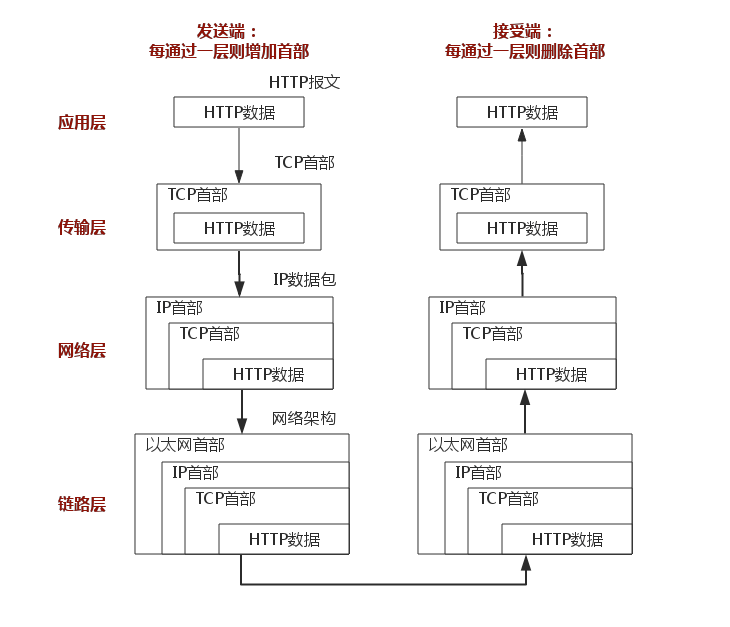 发送端：
每通过一层则增加首部
接受端：
每通过一层则删除首部
HTTP报文
应用层
HTTP数据
HTTP数据
TCP首部
TCP首部
TCP首部
传输层
HTTP数据
HTTP数据
IP数据包
IP首部
IP首部
TCP首部
TCP首部
网络层
HTTP数据
HTTP数据
网络架构
以太网首部
以太网首部
IP首部
IP首部
TCP首部
TCP首部
链路层
HTTP数据
HTTP数据